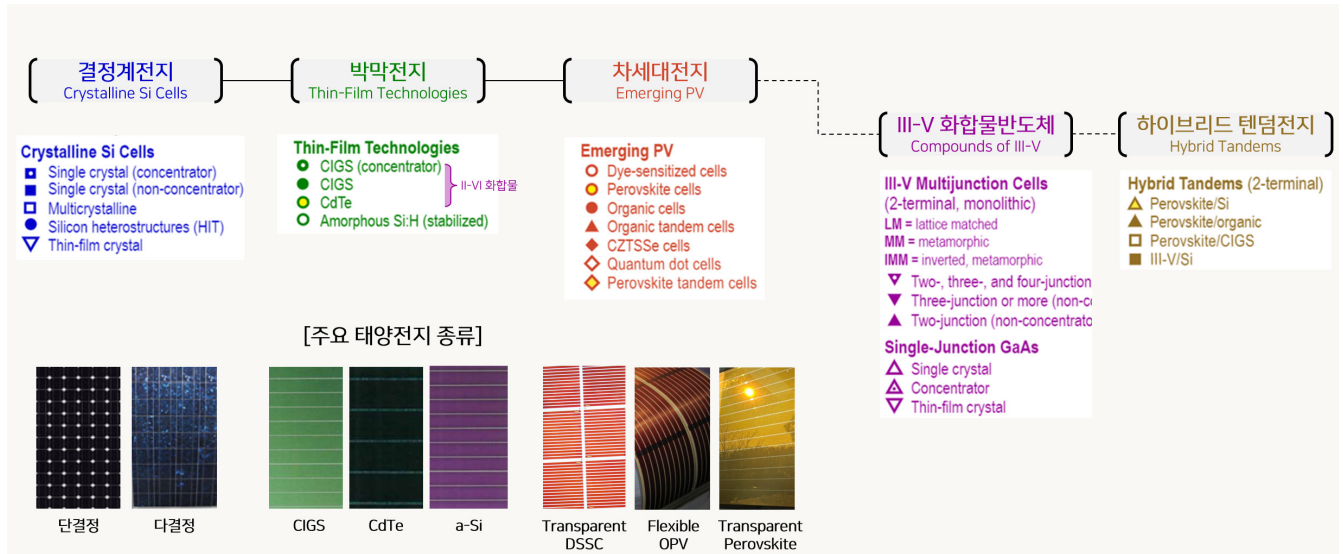 결정계전지
Crystalline Si Cells
박막전지
Thin-Film Technologies
차세대전지
Emerging PV
III-V 화합물반도체
Compounds of III-V
하이브리드 텐덤전지
Hybrid Tandems
Crystalline Si Cells
Single crystal (concentrator)
Single crystal (non-concentrator)
Multicrystalline
Silicon heterostructures (HIT)
Thin-film crystal
Thin-Film Technologies
CIGS (concentrator)
CIGS
CdTe
Amorphous Si:H (stabilized)
II-VI 화합물
Emerging PV
Dye-sensitized cells
Perovskite cells
Organic cells
Organic tandem cells
CZTSSe cells
Quantum dot cells
Perovskite tandem cells
III-V Multijunction Cells
(2-terminal, monolithic)
LM = lattice matched
MM = metamorphic
IMM = inverted, metamorphic
Two-, three-, and four-junction
Three-junction or more (non-c
Two-junction (non-concentrato
Single-Junction GaAs
Single crystal
Concentrator
Thin-film crystal
Hybrid Tandems (2-terminal)
Perovskite/Si
Perovskite/organic
Perovskite/CIGS
III-V/Si
[주요 태양전지 종류]
단결정
다결정
CIGS
CdTe
a-Si
Transparent
DSSC
Flexible
OPV
Transparent
Perovskite